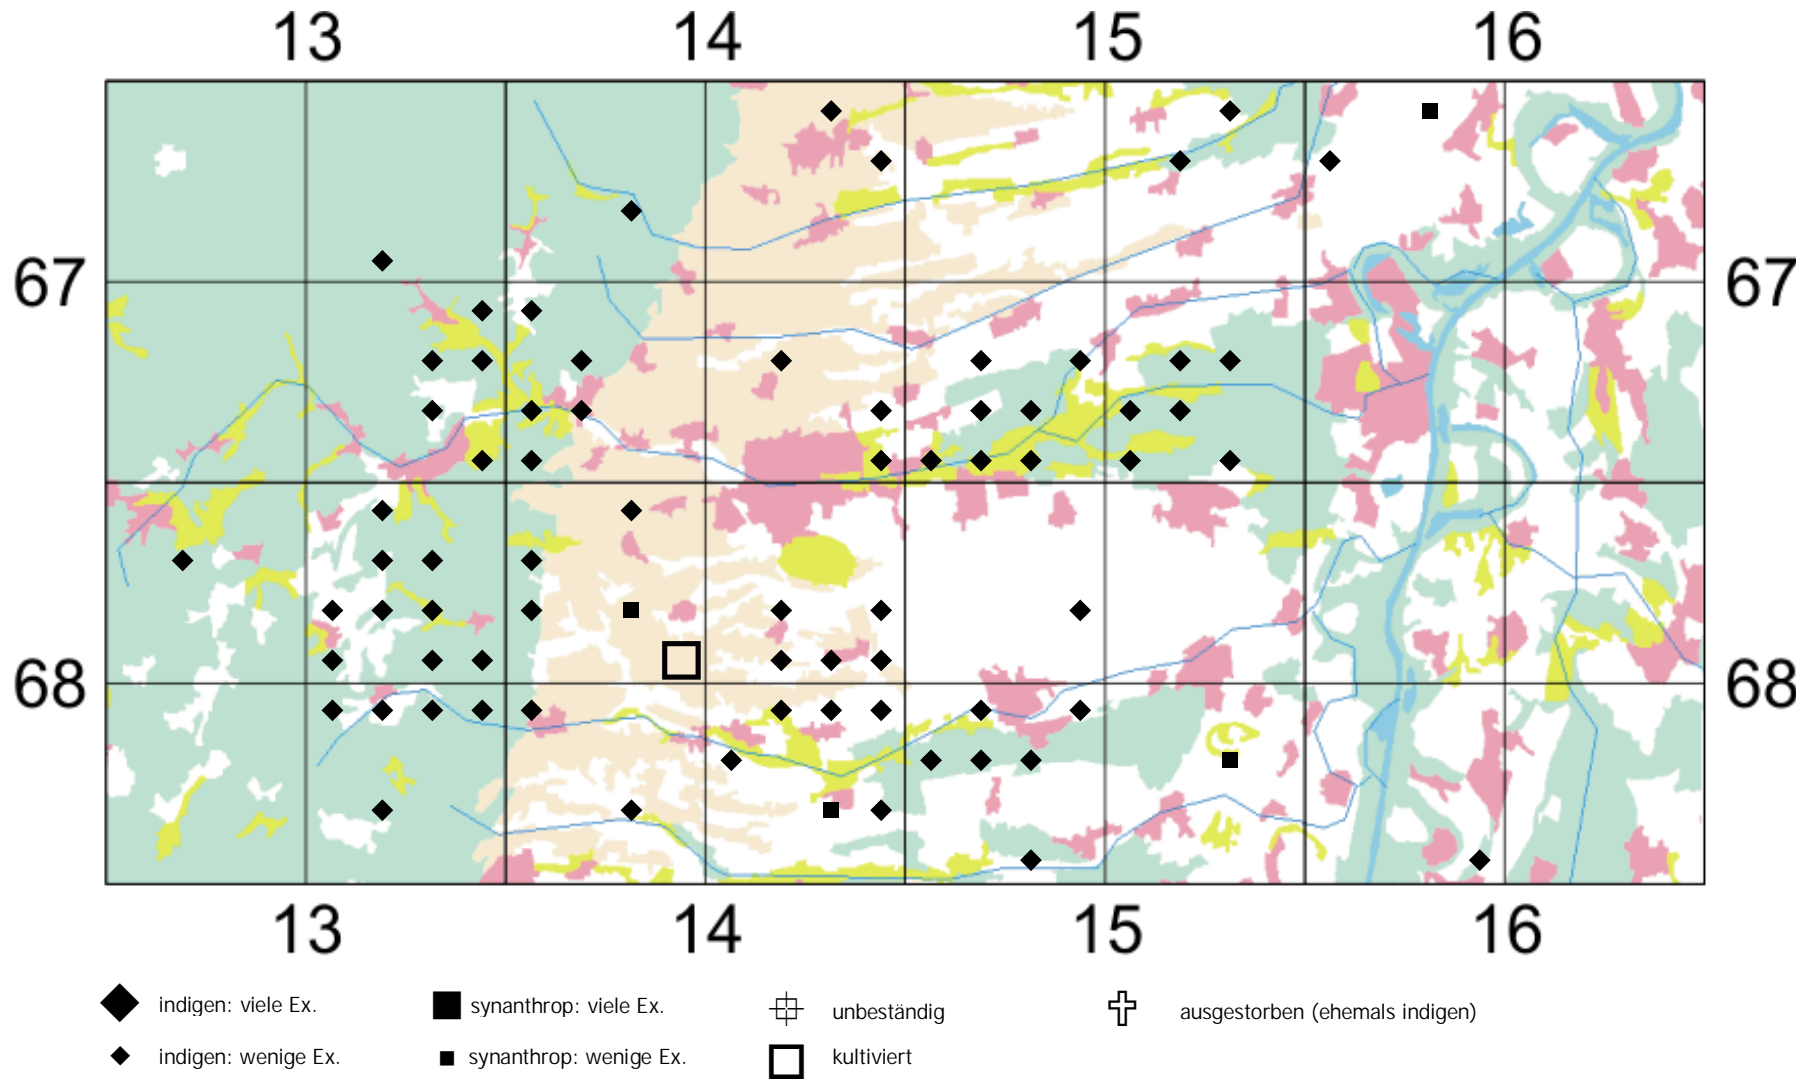 13 14 15 16
67 67
68 68
13 14 15 16
indigen: viele Ex. synanthrop: viele Ex. unbeständig ausgestorben (ehemals indigen)
indigen: wenige Ex. synanthrop: wenige Ex. kultiviert